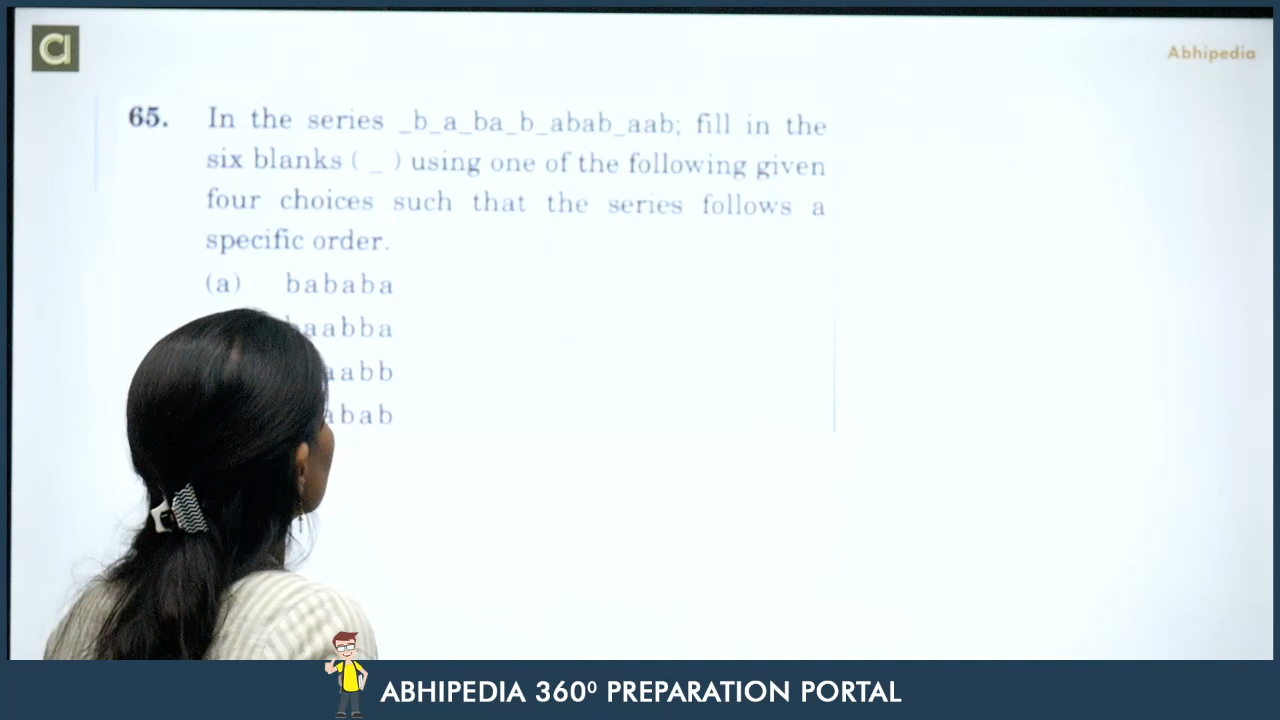 Abhipedia
65. In the series _b_a_ba_b_abab_aab; fill in the
six blanks ( _ ) using one of the following given
four choices such that the series follows a
specific order.
(a) bababa
aabba
aabb
abab
ABHIPEDIA 360⁰ PREPARATION PORTAL